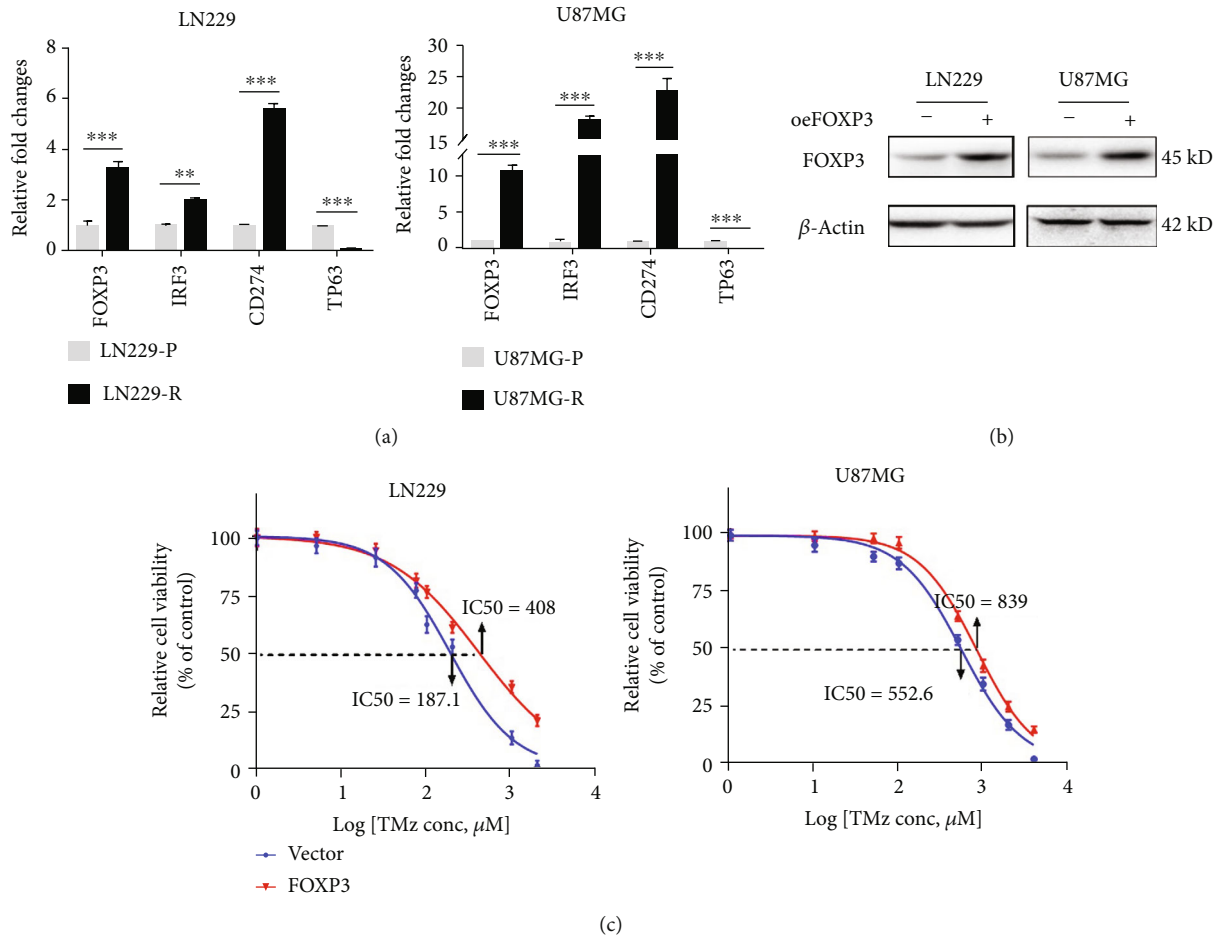 LN229
Relative fold changes
8
6
4
2
0
***
**
***
***
FOXP3
IRF3
CD274
TP63
LN229-P
LN229-R
U87MG
Relative fold changes
30
25
20
15
10
5
0
***
***
***
***
FOXP3
IRF3
CD274
TP63
U87MG-P
U87MG-R
(a)
LN229 U87MG
oeFOXP3 − + − +
FOXP3 45 kD
β-Actin 42 kD
(b)
LN229
Relative cell viability
(% of control)
100
75
50
25
0
IC50 = 408
IC50 = 187.1
0 1 2 3 4
Log [TMz conc, μM]
Vector
FOXP3
U87MG
Relative cell viability
(% of control)
100
75
50
25
0
IC50 = 839
IC50 = 552.6
0 1 2 3 4
Log [TMz conc, μM]
(c)